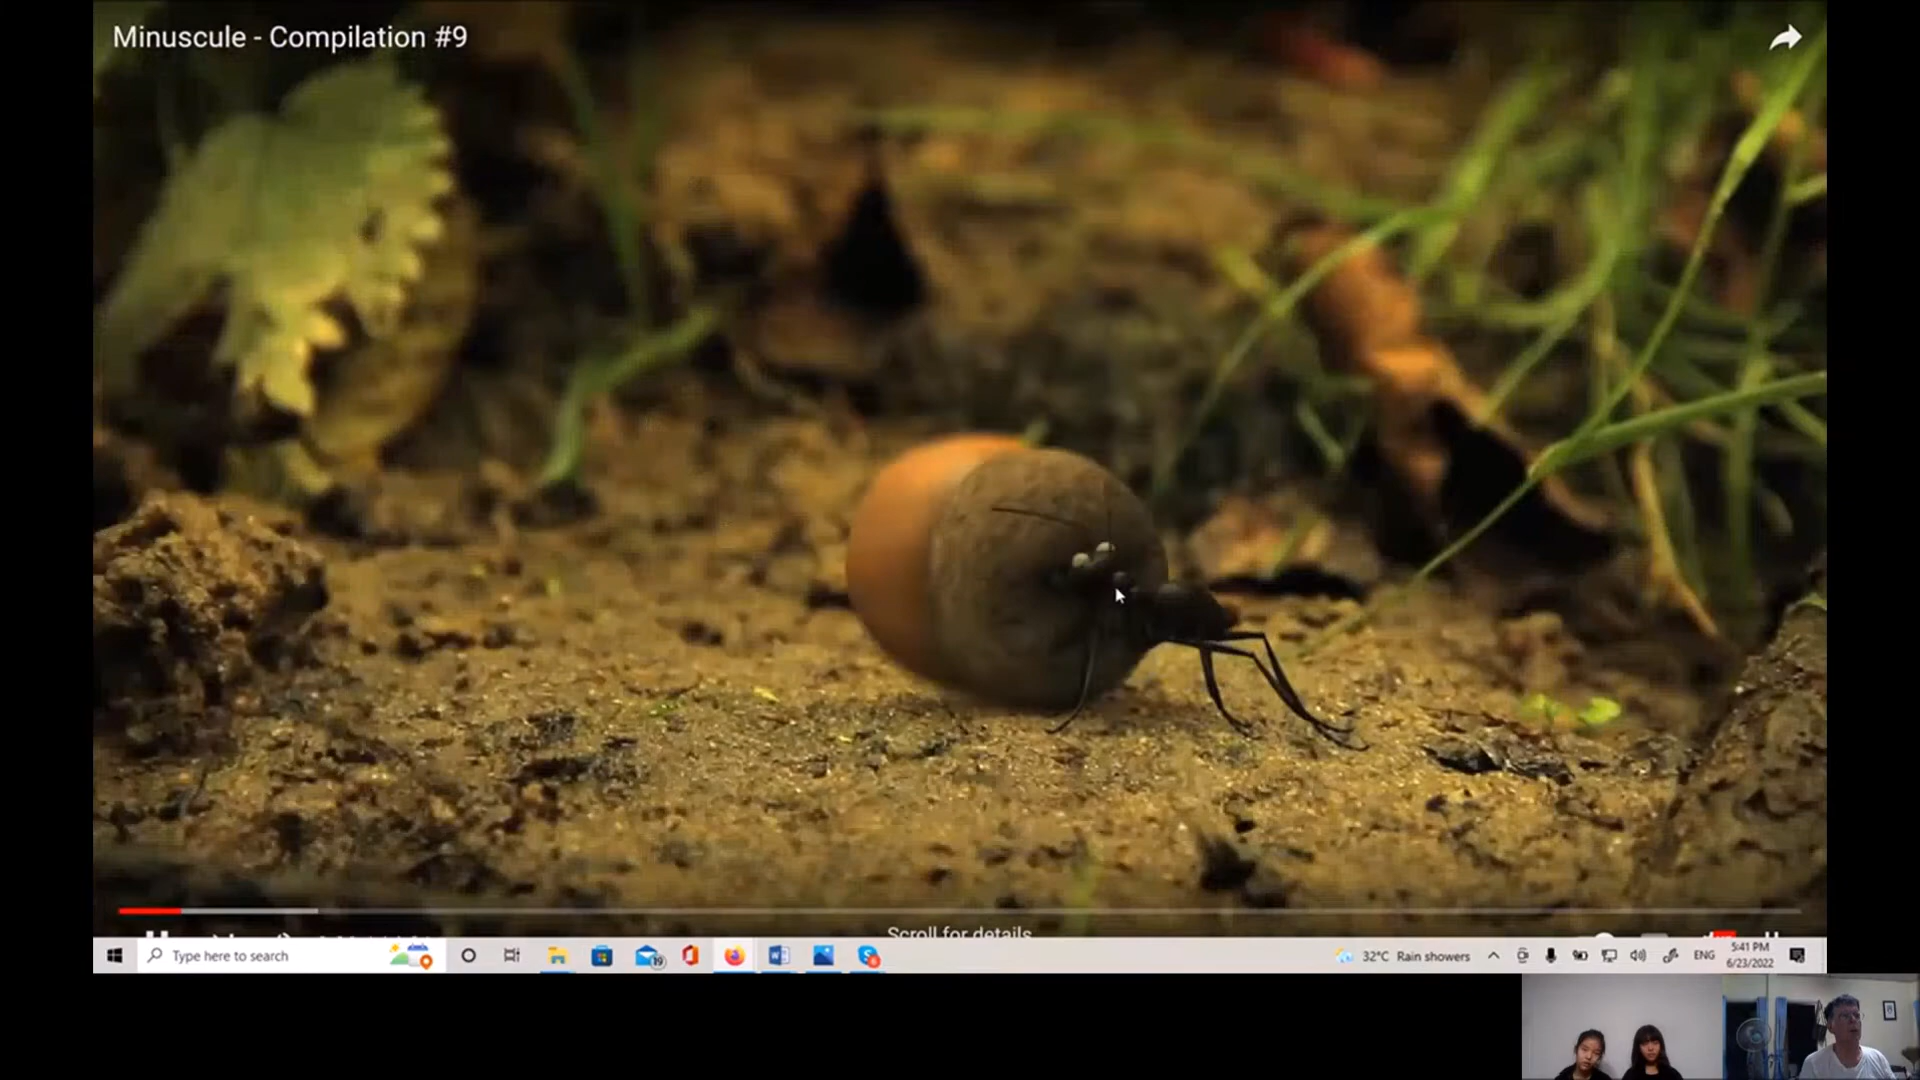 Minuscule - Compilation #9
Scroll for details
Type here to search
19
32°C Rain showers
ENG
5:41 PM
6/23/2022